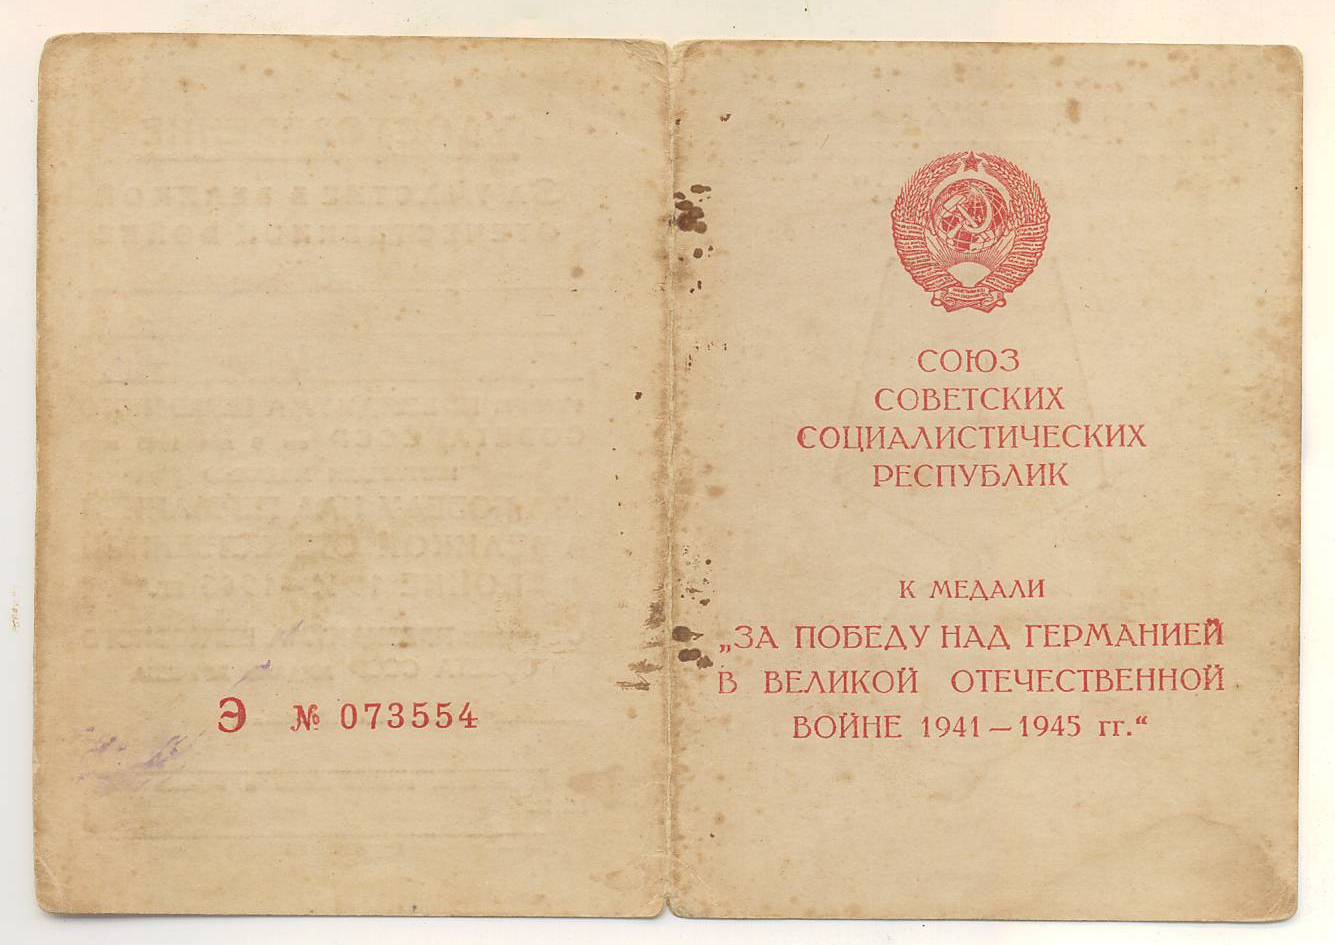 Э № 073554
СОЮЗ
СОВЕТСКИХ
СОЦИАЛИСТИЧЕСКИХ
РЕСПУБЛИК
К МЕДАЛИ
„ЗА ПОБЕДУ НАД ГЕРМАНИЕЙ
В ВЕЛИКОЙ ОТЕЧЕСТВЕННОЙ
ВОЙНЕ 1941—1945 гг.“